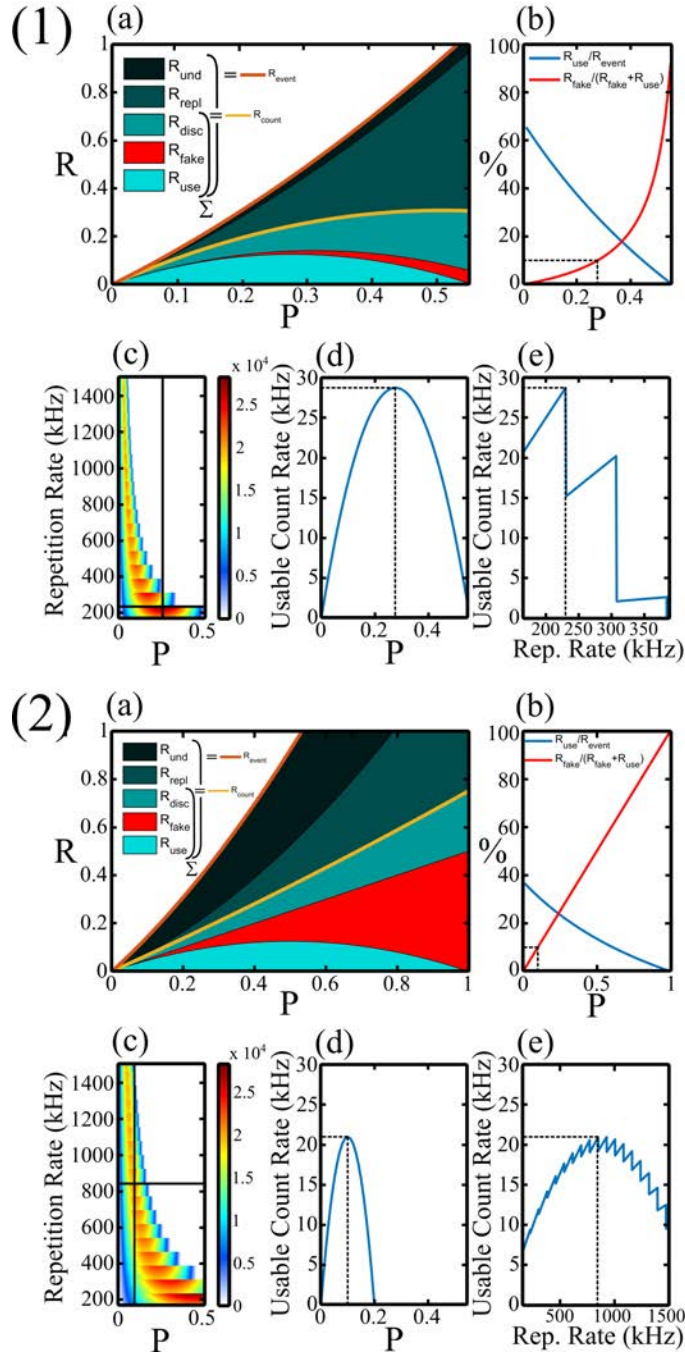 (1)
(a)
(b)
R_und
R_repl
R_disc
R_fake
R_use
= R_event
= R_count
Σ
R
1
0.8
0.6
0.4
0.2
0
0.1 0.2 0.3 0.4 0.5
P
R_use/R_event
R_fake/(R_fake+R_use)
%
100
80
60
40
20
0
0 0.2 0.4
P
(c)
(d)
(e)
Repetition Rate (kHz)
1400
1200
1000
800
600
400
200
0 0.5
P
x 10^4
2.5
2
1.5
1
0.5
0
Usable Count Rate (kHz)
30
25
20
15
10
5
0
0 0.2 0.4
P
Usable Count Rate (kHz)
30
25
20
15
10
5
0
200 250 300 350
Rep. Rate (kHz)
(2)
(a)
(b)
R_und
R_repl
R_disc
R_fake
R_use
= R_event
= R_count
Σ
R
1
0.8
0.6
0.4
0.2
0
0.2 0.4 0.6 0.8 1
P
R_use/R_event
R_fake/(R_fake+R_use)
%
100
80
60
40
20
0
0 0.5 1
P
(c)
(d)
(e)
Repetition Rate (kHz)
1400
1200
1000
800
600
400
200
0 0.5
P
x 10^4
2.5
2
1.5
1
0.5
0
Usable Count Rate (kHz)
30
25
20
15
10
5
0
0 0.2 0.4
P
Usable Count Rate (kHz)
30
25
20
15
10
5
0
500 1000 1500
Rep. Rate (kHz)